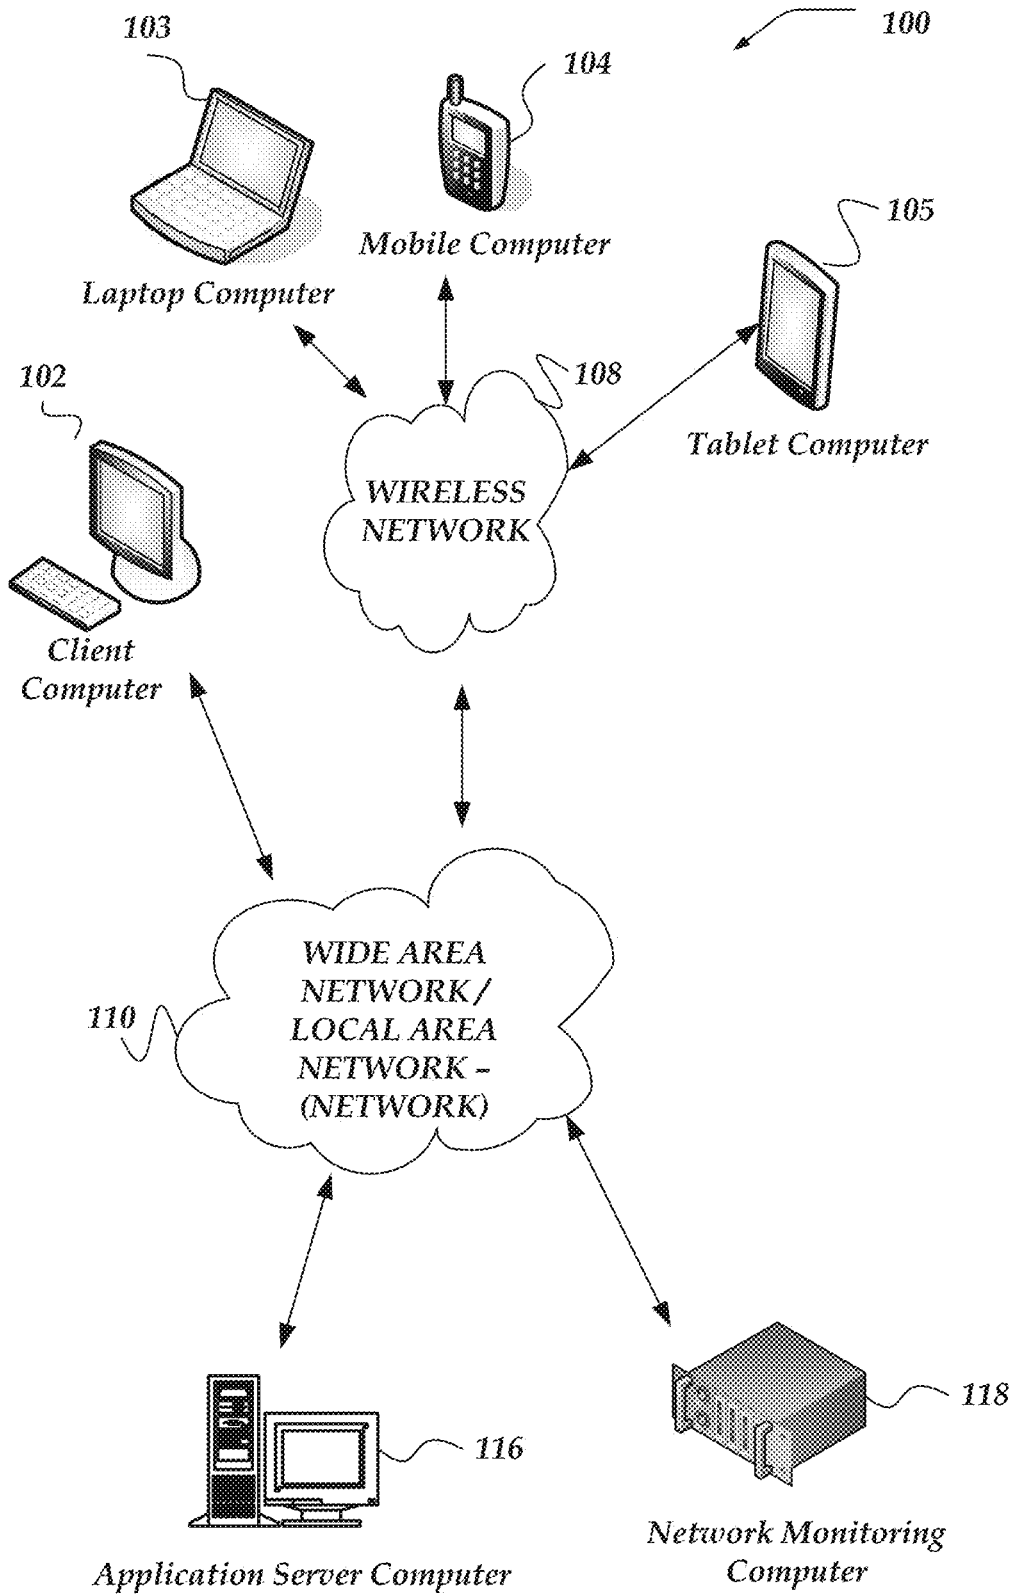 103
100
104
105
Mobile Computer
Laptop Computer
108
102
Tablet Computer
WIRELESS
NETWORK
Client
Computer
WIDE AREA
NETWORK /
LOCAL AREA
NETWORK –
(NETWORK)
110
118
116
Network Monitoring
Computer
Application Server Computer